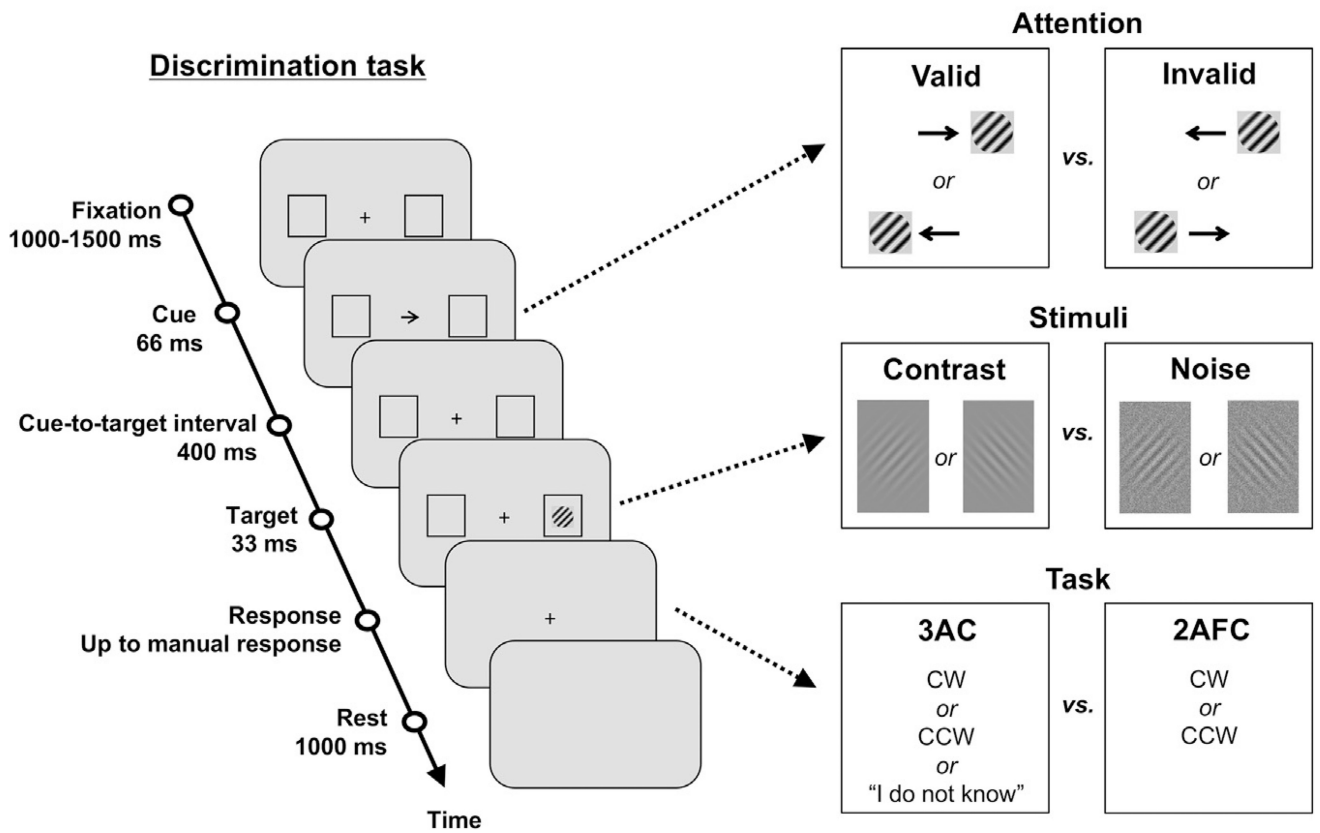 Discrimination task
Fixation
1000-1500 ms
Cue
66 ms
Cue-to-target interval
400 ms
Target
33 ms
Response
Up to manual response
Rest
1000 ms
Time
Attention
Valid
or
vs.
Invalid
or
Stimuli
Contrast
or
vs.
Noise
or
Task
3AC
CW
or
CCW
or
“I do not know”
vs.
2AFC
CW
or
CCW